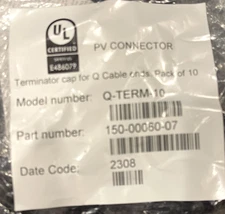 UL
CERTIFIED
E486079
PV CONNECTOR
Terminator cap for Q Cable ends, Pack of 10
Model number: Q-TERM-10
Part number: 150-00060-07
Date Code: 2308